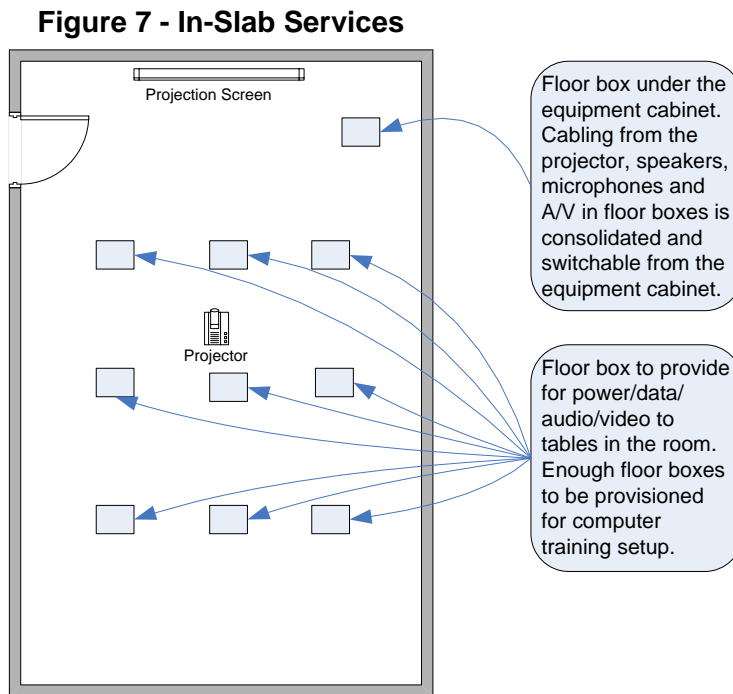 Figure 7 - In-Slab Services
Projection Screen
Floor box under the
equipment cabinet.
Cabling from the
projector, speakers,
microphones and
A/V in floor boxes is
consolidated and
switchable from the
equipment cabinet.
Projector
Floor box to provide
for power/data/
audio/video to
tables in the room.
Enough floor boxes
to be provisioned
for computer
training setup.